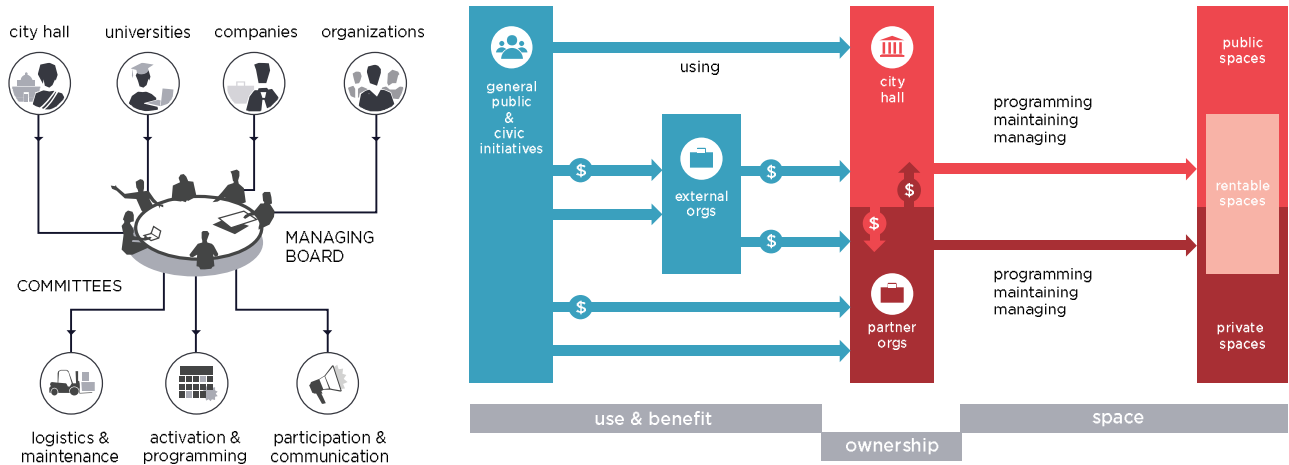 city hall
universities
companies
organizations
MANAGING
BOARD
COMMITTEES
logistics &
maintenance
activation &
programming
participation &
communication
general
public
&
civic
initiatives
using
$
$
external
orgs
$
$
$
city
hall
$
$
partner
orgs
programming
maintaining
managing
programming
maintaining
managing
public
spaces
rentable
spaces
private
spaces
use & benefit
ownership
space